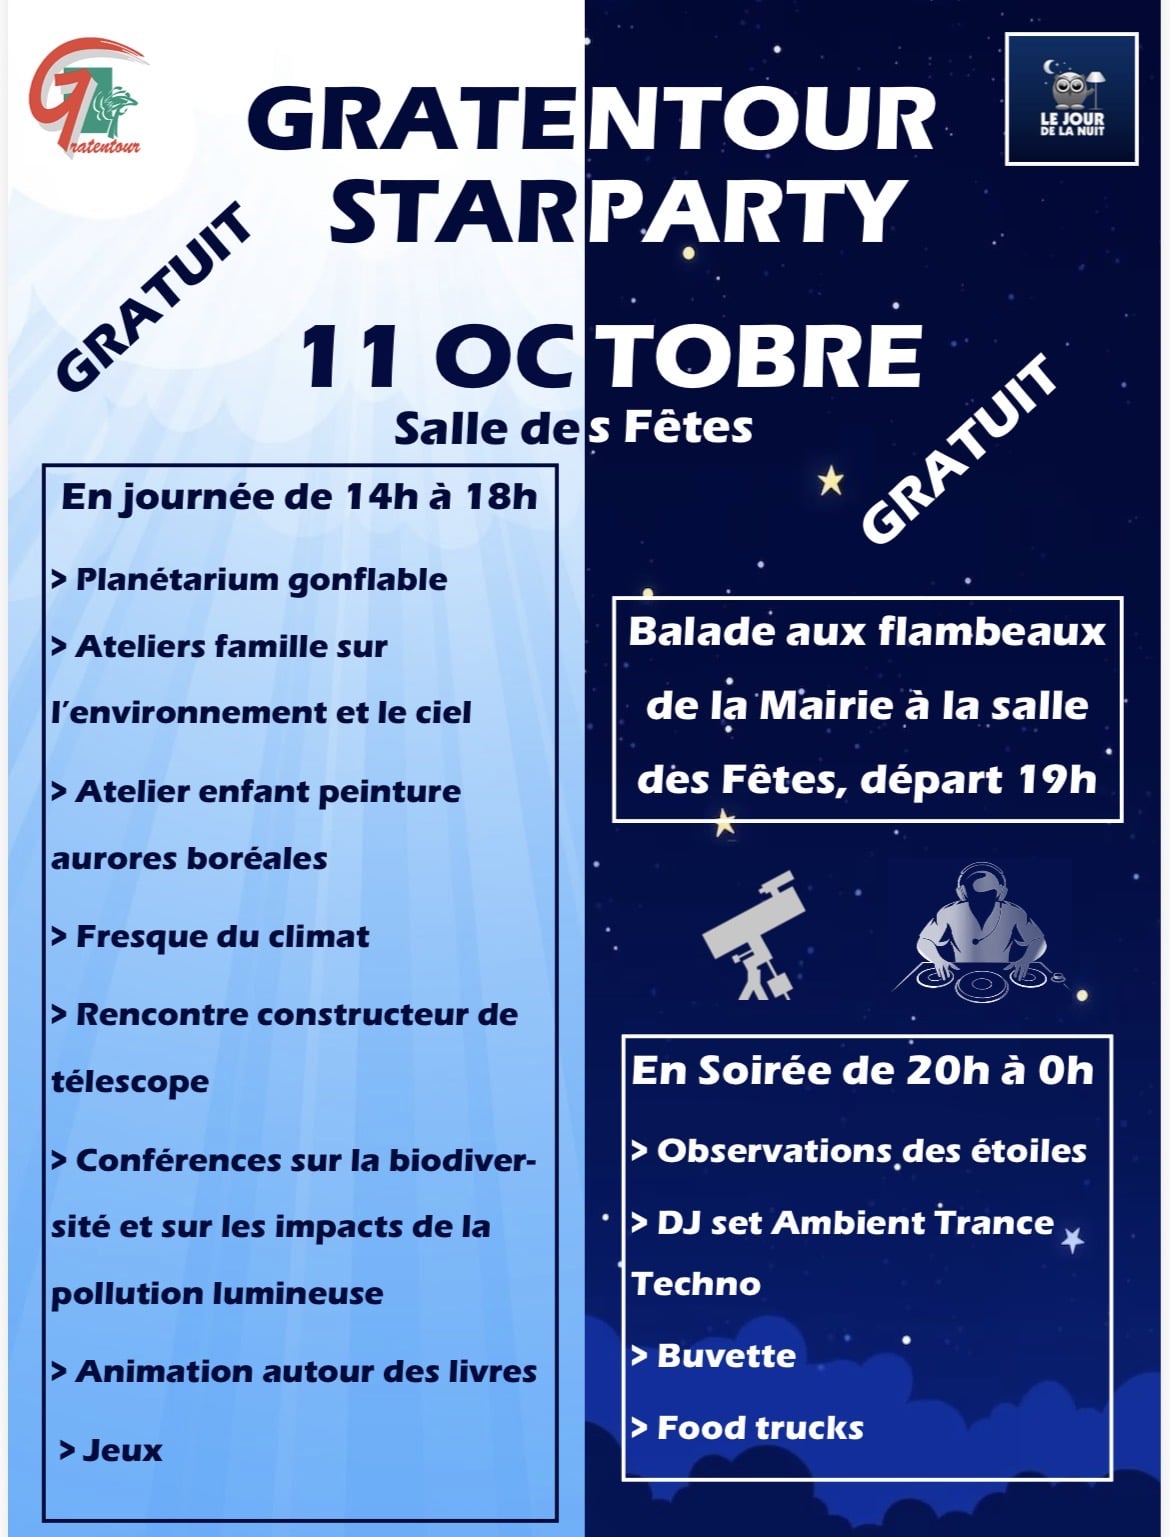 Gratentour
LE JOUR
DE LA NUIT
GRATENTOUR
STARPARTY
GRATUIT
11 OCTOBRE
Salle des Fêtes
GRATUIT
En journée de 14h à 18h
> Planétarium gonflable
> Ateliers famille sur
l’environnement et le ciel
> Atelier enfant peinture
aurores boréales
> Fresque du climat
> Rencontre constructeur de
télescope
> Conférences sur la biodiver-
sité et sur les impacts de la
pollution lumineuse
> Animation autour des livres
> Jeux
Balade aux flambeaux
de la Mairie à la salle
des Fêtes, départ 19h
En Soirée de 20h à 0h
> Observations des étoiles
> DJ set Ambient Trance
Techno
> Buvette
> Food trucks